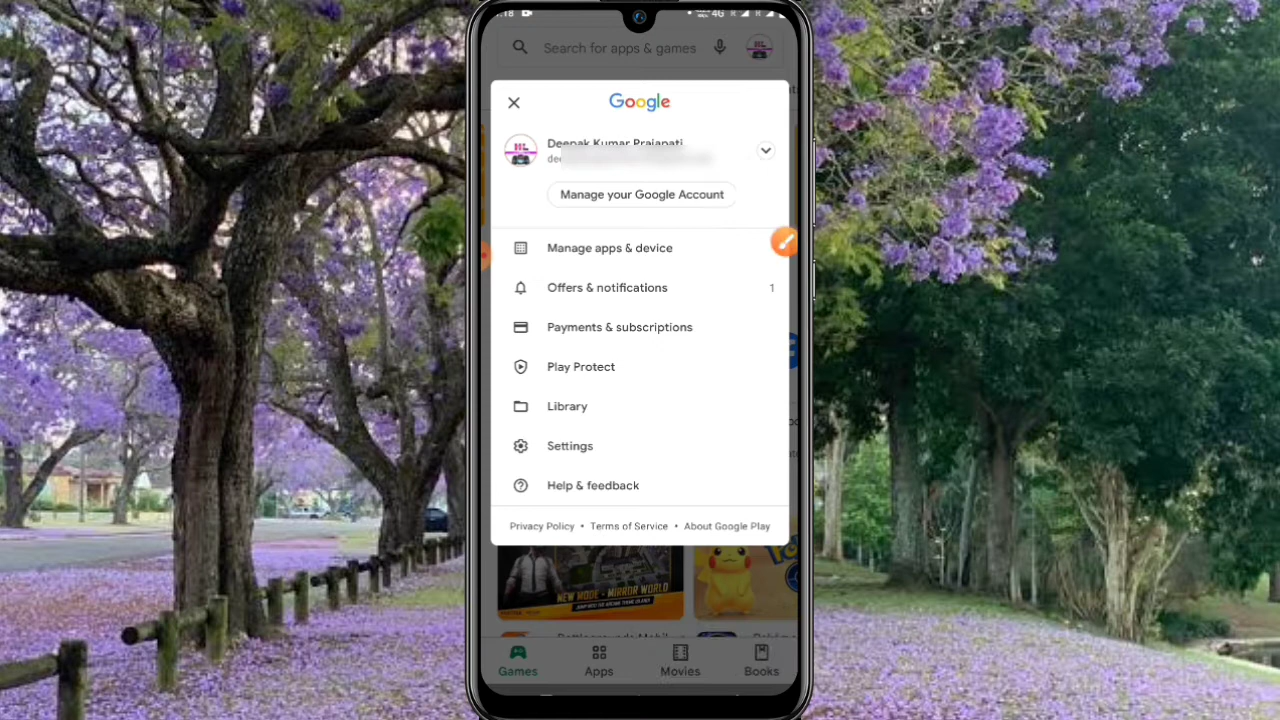 :18
4G R R
Search for apps & games
Google
Deepak Kumar Prajapati
Manage your Google Account
Manage apps & device
Offers & notifications 1
Payments & subscriptions
Play Protect
Library
Settings
Help & feedback
Privacy Policy • Terms of Service • About Google Play
NEW MODE - MIRROR WORLD
Games Apps Movies Books